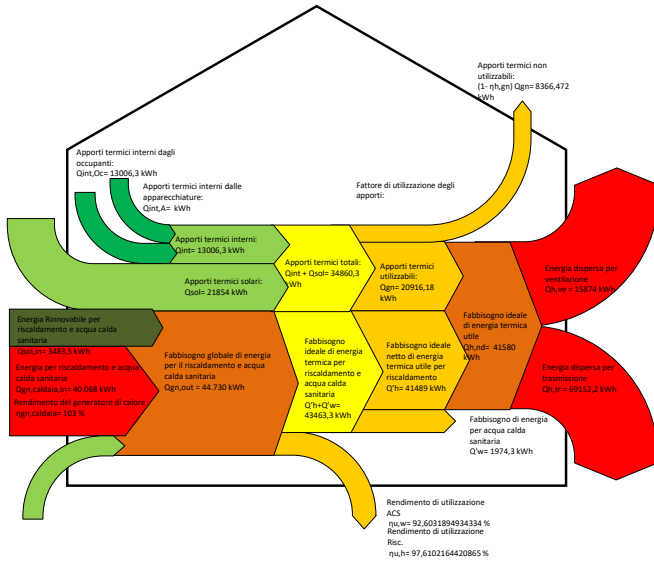 Apporti termici non
utilizzabili:
(1- ηh,gn) Qgn= 8366,472
kWh
Apporti termici interni dagli
occupanti:
Qint,Oc= 13006,3 kWh
Apporti termici interni dalle
apparecchiature:
Qint,A= kWh
Fattore di utilizzazione degli
apporti:
Apporti termici interni:
Qint= 13006,3 kWh
Apporti termici solari:
Qsol= 21854 kWh
Apporti termici totali:
Qint + Qsol= 34860,3
kWh
Apporti termici
utilizzabili:
Qgn= 20916,18
kWh
Energia dispersa per
ventilazione
Qh,ve = 15874 kWh
Energia Rinnovabile per
riscaldamento e acqua calda
sanitaria
Qsol,in= 3483,5 kWh
Energia per riscaldamento e acqua
calda sanitaria
Qgn,caldaIa,in= 40.068 kWh
Rendimento del generatore di calore
ηgn,caldaia= 103 %
Fabbisogno globale di energia
per il riscaldamento e acqua
calda sanitaria
Qgn,out = 44.730 kWh
Fabbisogno
ideale di energia
termica per
riscaldamento e
acqua calda
sanitaria
Q'h+Q'w=
43463,3 kWh
Fabbisogno ideale
netto di energia
termica utile per
riscaldamento
Q'h= 41489 kWh
Fabbisogno ideale
di energia termica
utile
Qh,nd= 41580
kWh
Energia dispersa per
trasmissione
Qh,tr = 69152,2 kWh
Fabbisogno di energia
per acqua calda
sanitaria
Q'w= 1974,3 kWh
Rendimento di utilizzazione
ACS
ηu,w= 92,6031894934334 %
Rendimento di utilizzazione
Risc.
ηu,h= 97,6102164420865 %